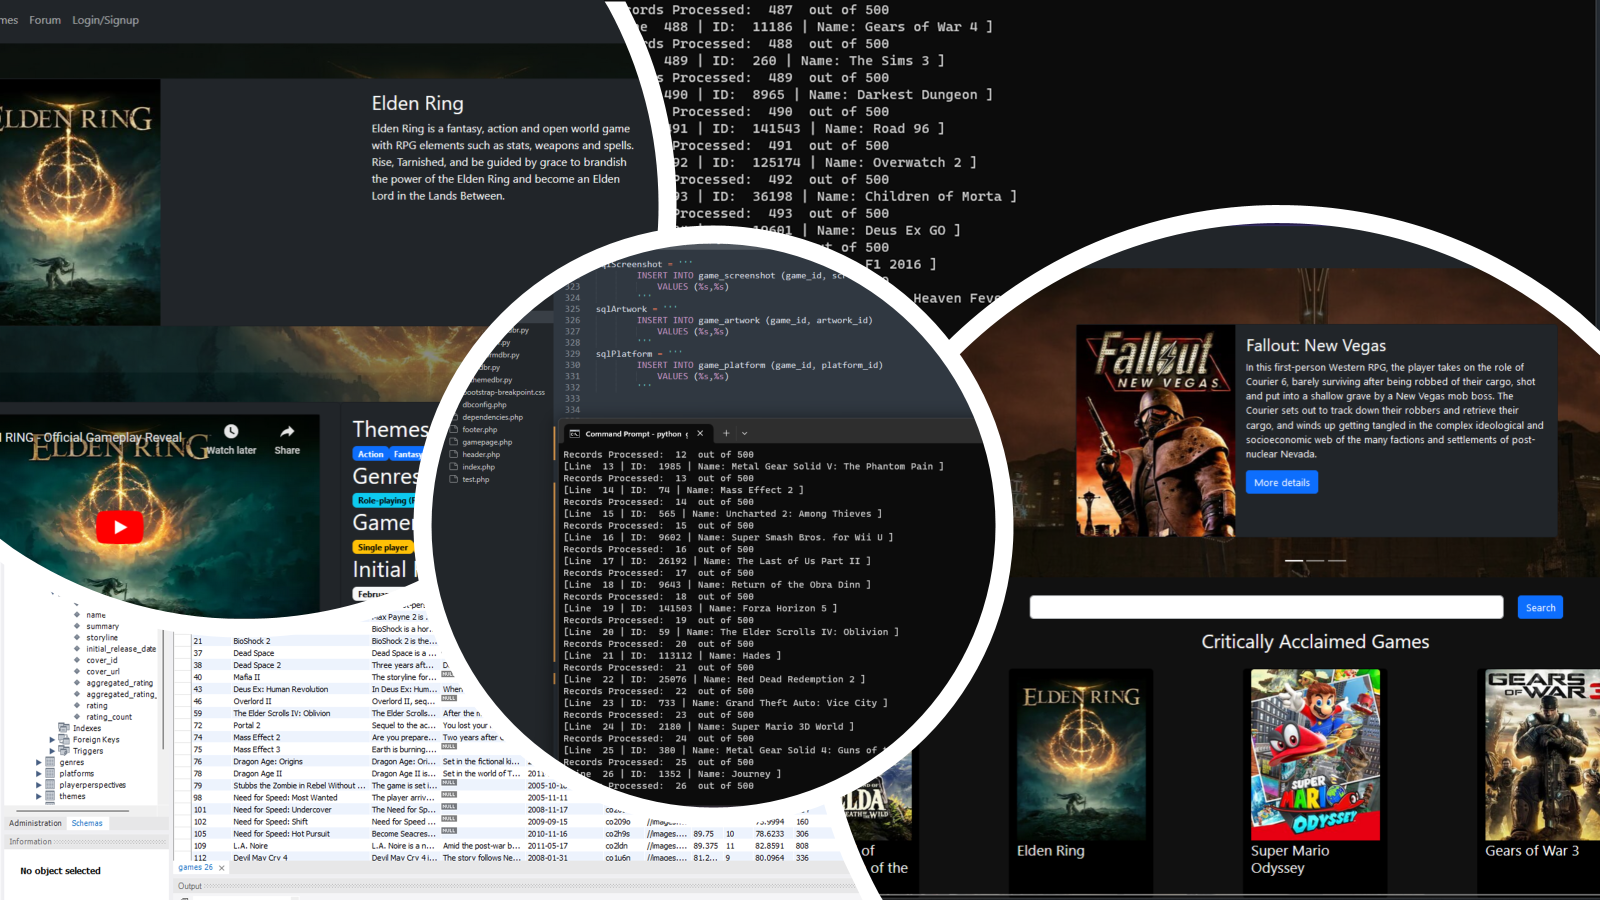 mes Forum Login/Signup
ELDEN RING
Elden Ring
Elden Ring is a fantasy, action and open world game
with RPG elements such as stats, weapons and spells.
Rise, Tarnished, and be guided by grace to brandish
the power of the Elden Ring and become an Elden
Lord in the Lands Between.
RING - Official Gameplay Reveal
ELDEN RING
Watch later
Share
Themes
Action Fantasy
Genres
Role-playing (R
Game
Single player
Initial
Februa
ords Processed: 487 out of 500
488 | ID: 11186 | Name: Gears of War 4 ]
rds Processed: 488 out of 500
489 | ID: 260 | Name: The Sims 3 ]
s Processed: 489 out of 500
490 | ID: 8965 | Name: Darkest Dungeon ]
Processed: 490 out of 500
91 | ID: 141543 | Name: Road 96 ]
Processed: 491 out of 500
92 | ID: 125174 | Name: Overwatch 2 ]
Processed: 492 out of 500
93 | ID: 36198 | Name: Children of Morta ]
Processed: 493 out of 500
19601 | Name: Deus Ex GO ]
ut of 500
F1 2016 ]
Heaven Feve
sqlScreenshot = '''
INSERT INTO game_screenshot (game_id, scr
323 VALUES (%s,%s)
324 '''
325 sqlArtwork = '''
326 INSERT INTO game_artwork (game_id, artwork_id)
327 VALUES (%s,%s)
328 '''
329 sqlPlatform = '''
330 INSERT INTO game_platform (game_id, platform_id)
331 VALUES (%s,%s)
332 '''
333
334
dbr.py
.py
rmdbr.py
dbr.py
hemedbr.py
bootstrap-breakpoint.css
dbconfig.php
dependencies.php
footer.php
gamepage.php
header.php
index.php
test.php
Command Prompt - python
Records Processed: 12 out of 500
[Line 13 | ID: 1985 | Name: Metal Gear Solid V: The Phantom Pain ]
Records Processed: 13 out of 500
[Line 14 | ID: 74 | Name: Mass Effect 2 ]
Records Processed: 14 out of 500
[Line 15 | ID: 565 | Name: Uncharted 2: Among Thieves ]
Records Processed: 15 out of 500
[Line 16 | ID: 9602 | Name: Super Smash Bros. for Wii U ]
Records Processed: 16 out of 500
[Line 17 | ID: 26192 | Name: The Last of Us Part II ]
Records Processed: 17 out of 500
[Line 18 | ID: 9643 | Name: Return of the Obra Dinn ]
Records Processed: 18 out of 500
[Line 19 | ID: 141503 | Name: Forza Horizon 5 ]
Records Processed: 19 out of 500
[Line 20 | ID: 59 | Name: The Elder Scrolls IV: Oblivion ]
Records Processed: 20 out of 500
[Line 21 | ID: 113112 | Name: Hades ]
Records Processed: 21 out of 500
[Line 22 | ID: 25076 | Name: Red Dead Redemption 2 ]
Records Processed: 22 out of 500
[Line 23 | ID: 733 | Name: Grand Theft Auto: Vice City ]
Records Processed: 23 out of 500
[Line 24 | ID: 2180 | Name: Super Mario 3D World ]
Records Processed: 24 out of 500
[Line 25 | ID: 380 | Name: Metal Gear Solid 4: Guns of
Records Processed: 25 out of 500
Line 26 | ID: 1352 | Name: Journey ]
Processed: 26 out of 500
Fallout
NEW VEGAS
Fallout: New Vegas
In this first-person Western RPG, the player takes on the role of
Courier 6, barely surviving after being robbed of their cargo, shot
and put into a shallow grave by a New Vegas mob boss. The
Courier sets out to track down their robbers and retrieve their
cargo, and winds up getting tangled in the complex ideological and
socioeconomic web of the many factions and settlements of post-
nuclear Nevada.
More details
Search
Critically Acclaimed Games
ELDEN RING
SUPER
MARIO
ODYSSEY
GEARS
OF WAR 3
of
of the
Elden Ring
Super Mario
Odyssey
Gears of War 3
name
summary
storyline
initial_release_date
cover_id
cover_url
aggregated_rating
aggregated_rating_
rating
rating_count
Indexes
Foreign Keys
Triggers
genres
platforms
playerperspectives
themes
Administration Schemas
Information
No object selected
t-pers
Max Payne 2 is
BioShock is a hor...
21 BioShock 2 BioShock 2 is the...
37 Dead Space Dead Space is a ...
38 Dead Space 2 Three years aft... D
40 Mafia II The storyline for... NULL
43 Deus Ex: Human Revolution In Deus Ex: Hum... When
46 Overlord II Overlord II, seq... NULL
59 The Elder Scrolls IV: Oblivion The Elder Scrolls... After the
72 Portal 2 Sequel to the ac... You lost your
74 Mass Effect 2 Are you prepare... Two years after
75 Mass Effect 3 Earth is burning... NULL
76 Dragon Age: Origins Dragon Age: Ori... Set in the fictional ki...
78 Dragon Age II Dragon Age II is... Set in the world of T... 2011
79 Stubbs the Zombie in Rebel Without ... The game is set i... NULL 2005-10-18
98 Need for Speed: Most Wanted The player arriv... NULL 2005-11-11
101 Need for Speed: Undercover The Need for Sp... NULL 2008-11-17
102 Need for Speed: Shift Need for Speed: ... NULL 2009-09-15 co209o //images.... 73.9994 160
105 Need for Speed: Hot Pursuit Become Seacres... NULL 2010-11-16 co2h9s //images.... 89.75 10 78.6233 306
109 L.A. Noire L.A. Noire is a n... Amid the post-war b... 2011-05-17 co2ldn //images.... 89.375 11 82.8591 808
112 Devil May Cry 4 Devil May Cry 4 i... The story follows Ne... 2008-01-31 co1u6n //images.... 81.2... 9 80.0964 336
games 26
Output